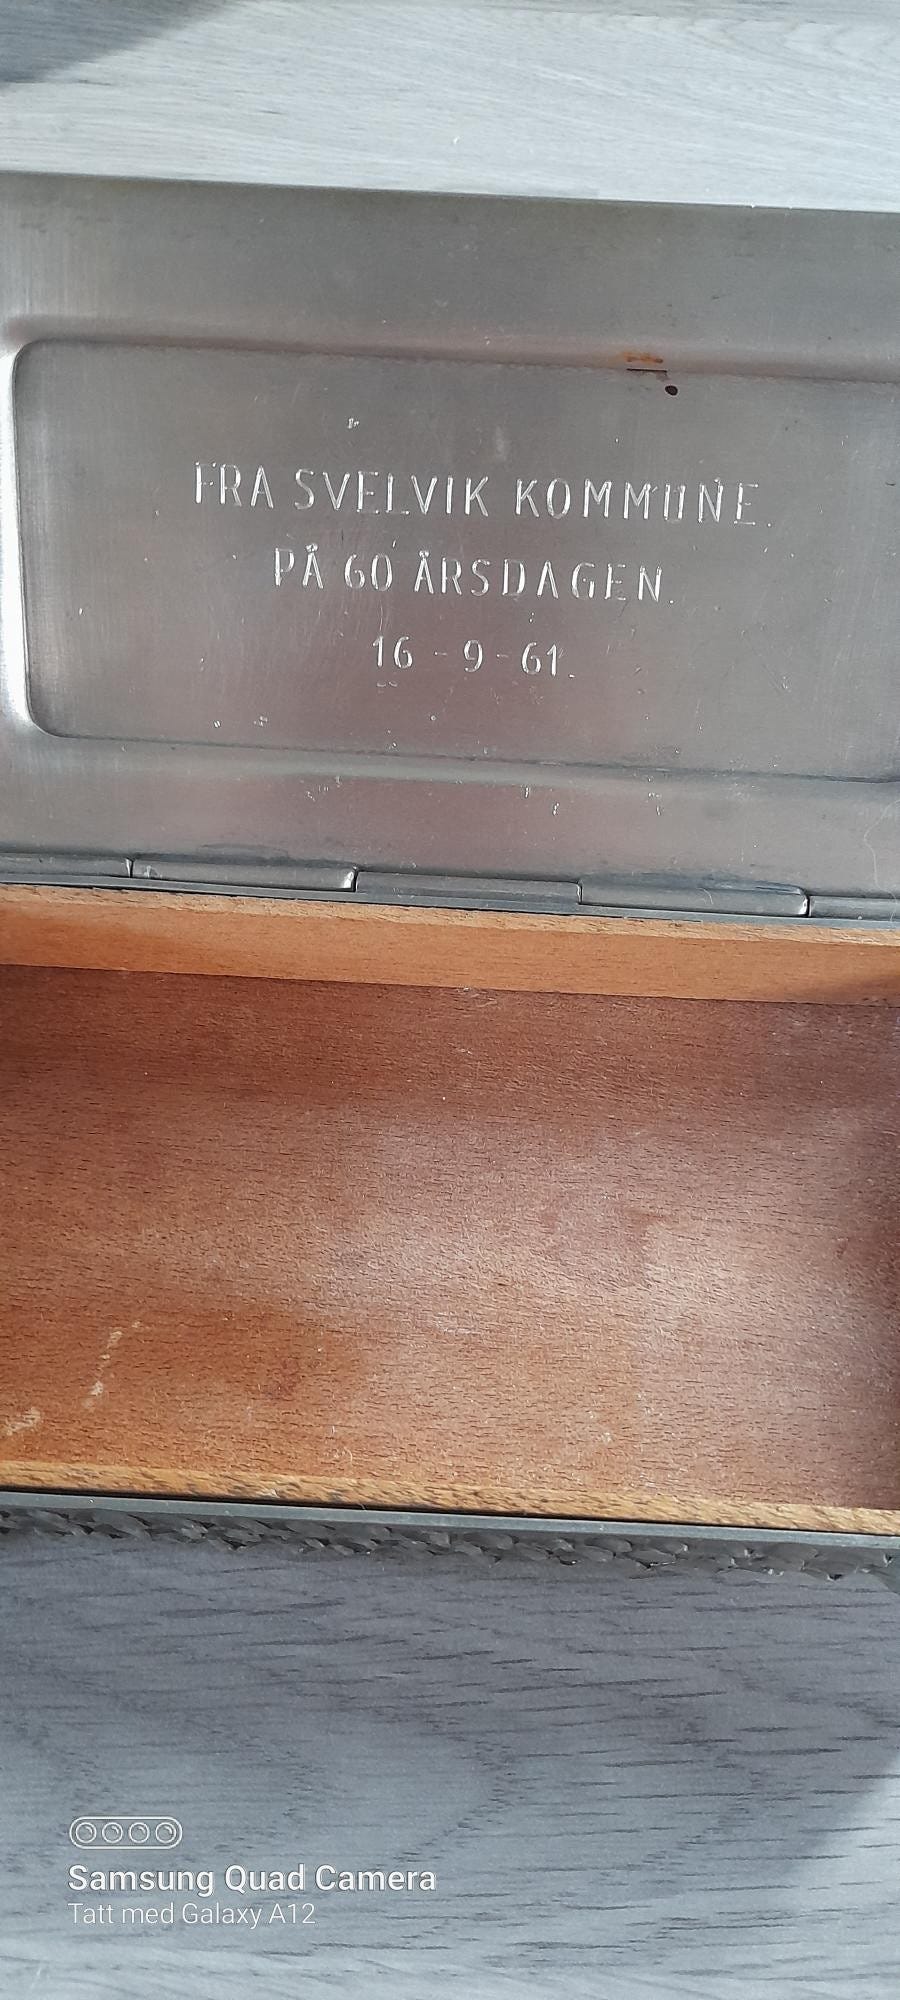 FRA SVELVIK KOMMUNE.
PÅ 60 ÅRSDAGEN.
16-9-61.
Samsung Quad Camera
Tatt med Galaxy A12